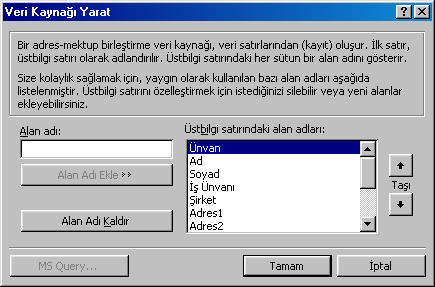 Veri Kaynağı Yarat
Bir adres-mektup birleştirme veri kaynağı, veri satırlarından (kayıt) oluşur. İlk satır,
üstbilgi satırı olarak adlandırılır. Üstbilgi satırındaki her sütun bir alan adını gösterir.
Size kolaylık sağlamak için, yaygın olarak kullanılan bazı alan adları aşağıda
listelenmiştir. Üstbilgi satırını özelleştirmek için istediğinizi silebilir veya yeni alanlar
ekleyebilirsiniz.
Alan adı:
Üstbilgi satırındaki alan adları:
Alan Adı Ekle >>
Alan Adı Kaldır
Ünvan
Ad
Soyad
İş Ünvanı
Şirket
Adres1
Adres2
Taşı
MS Query...
Tamam
İptal